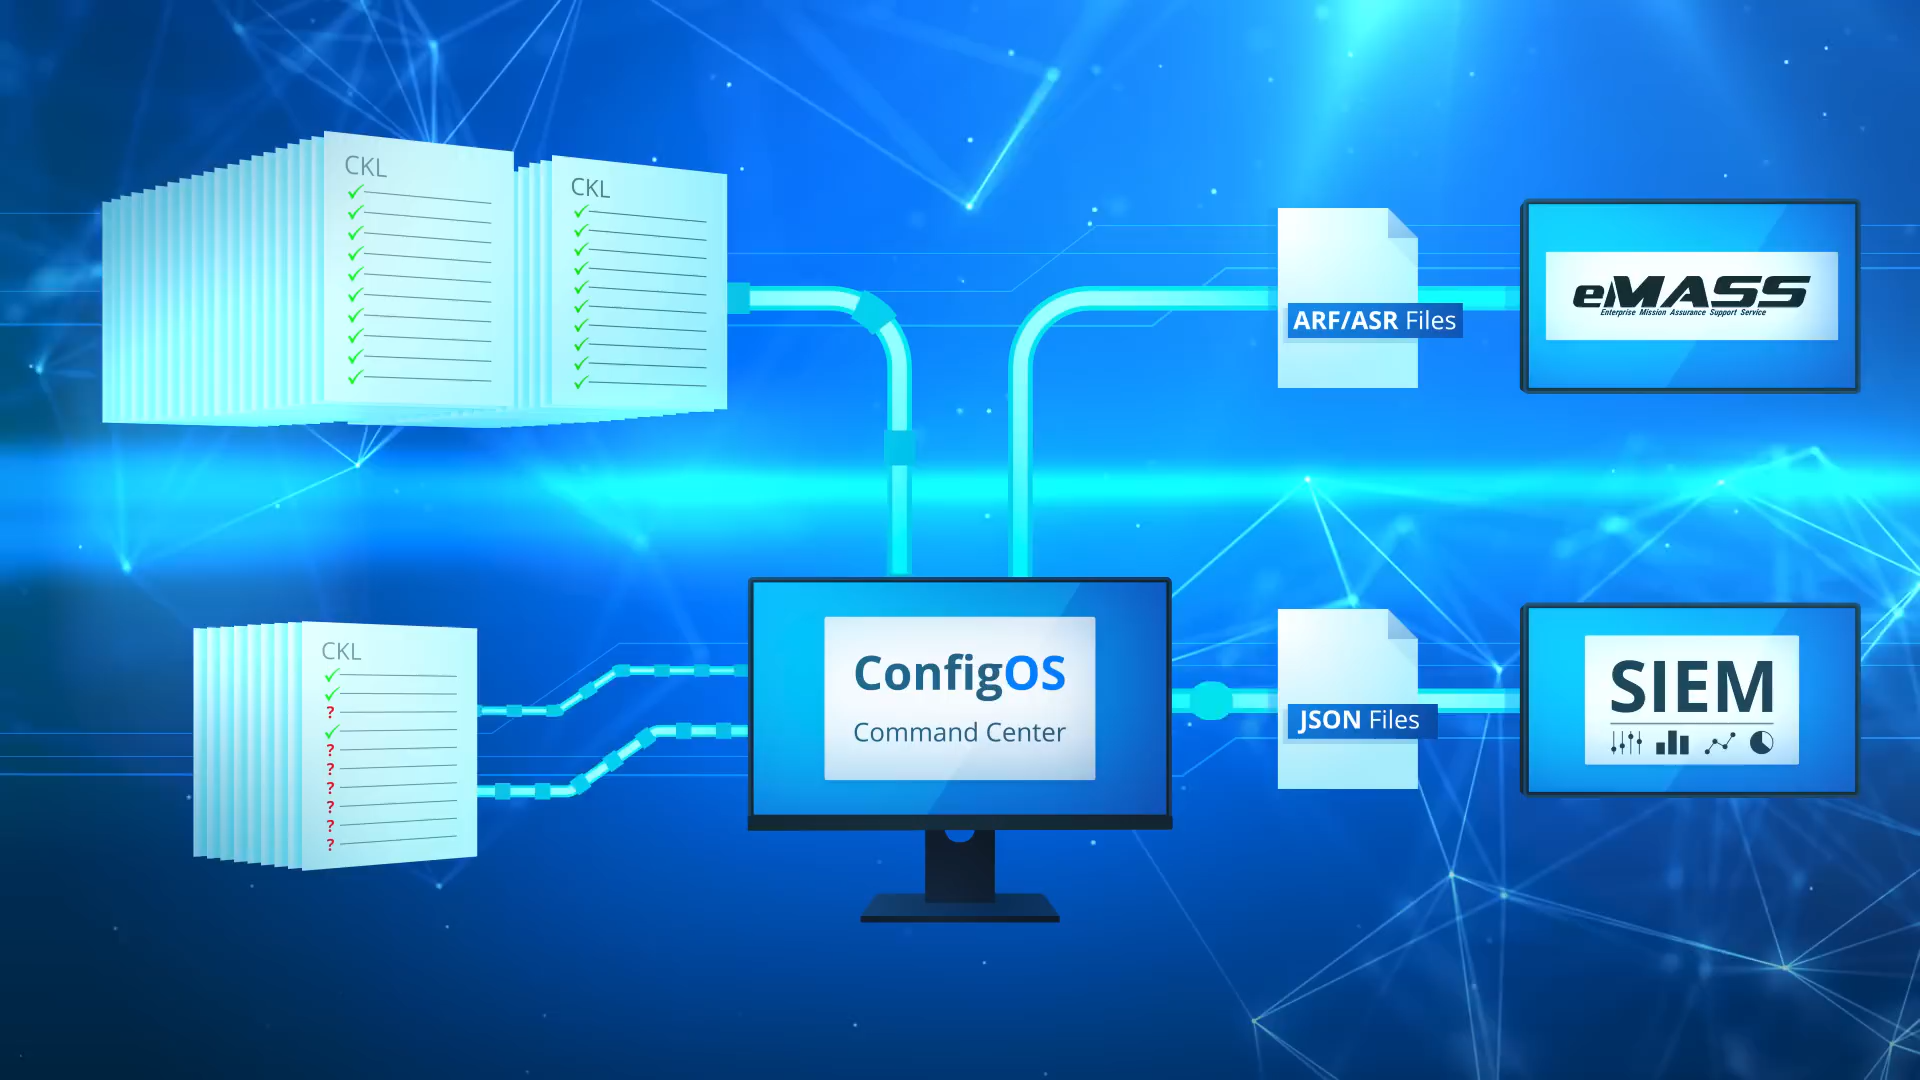 CKL
CKL
ARF/ASR Files
eMASS
Enterprise Mission Assurance Support Service
CKL
?
?
?
?
?
?
?
ConfigOS
Command Center
JSON Files
SIEM